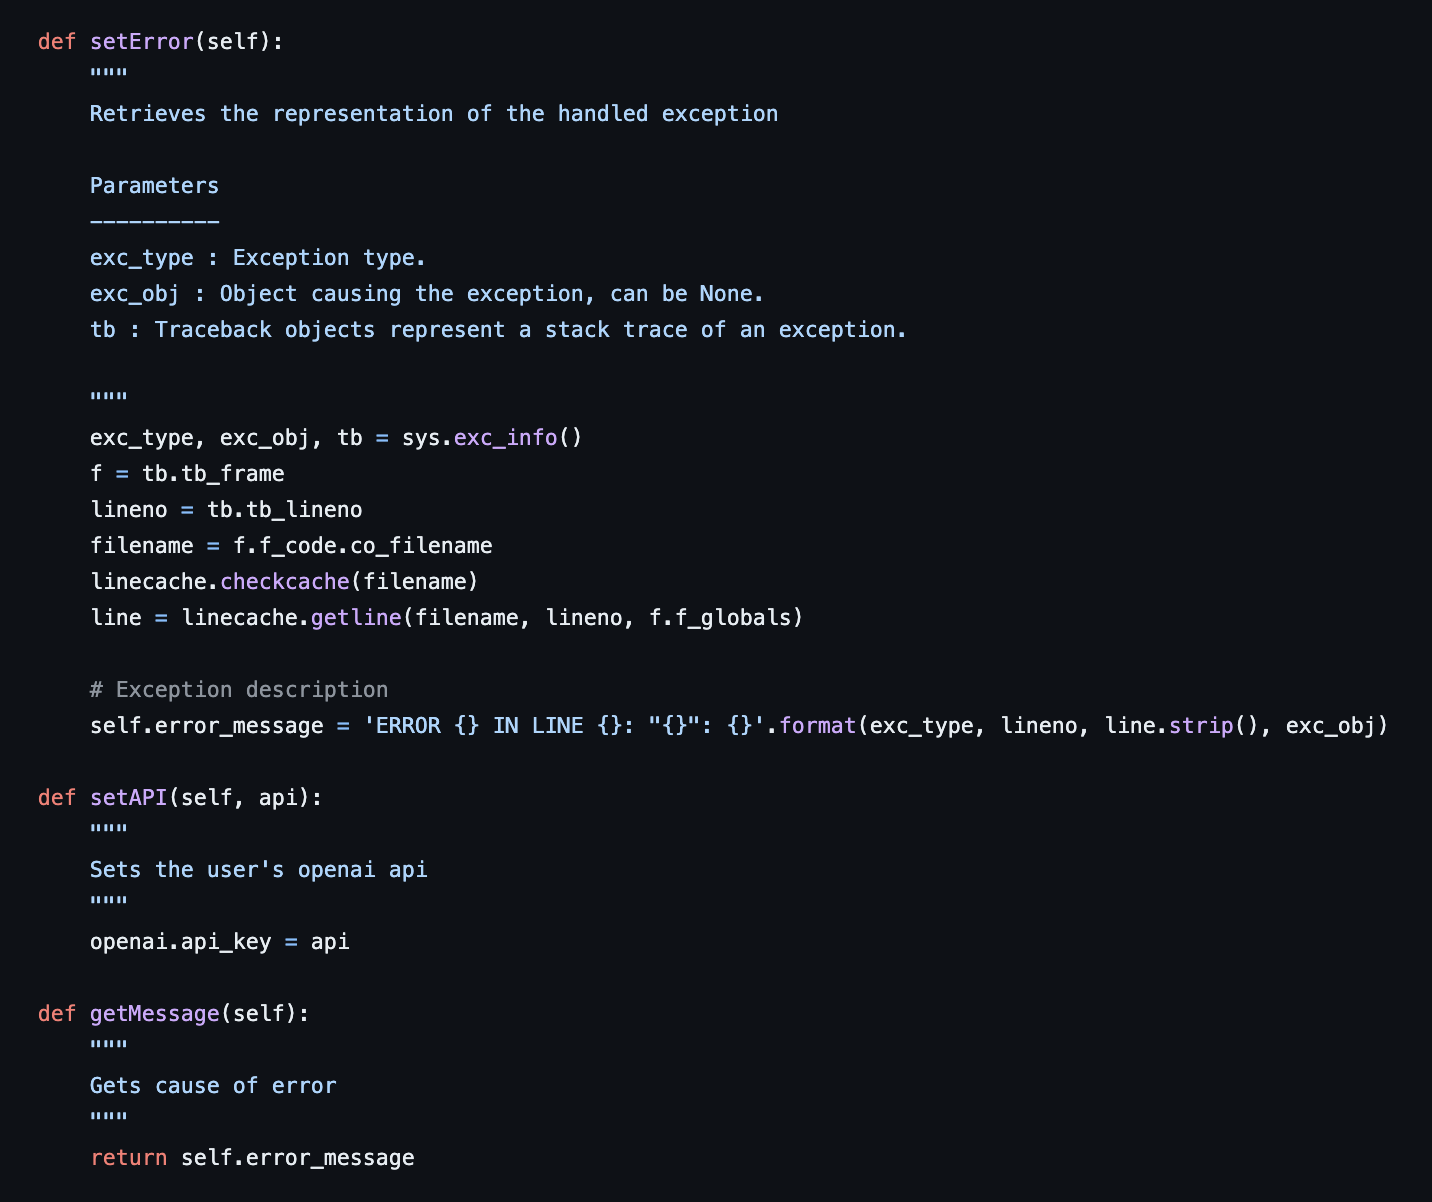 def setError(self):
    """
    Retrieves the representation of the handled exception

    Parameters
    ----------
    exc_type : Exception type.
    exc_obj : Object causing the exception, can be None.
    tb : Traceback objects represent a stack trace of an exception.

    """
    exc_type, exc_obj, tb = sys.exc_info()
    f = tb.tb_frame
    lineno = tb.tb_lineno
    filename = f.f_code.co_filename
    linecache.checkcache(filename)
    line = linecache.getline(filename, lineno, f.f_globals)

    # Exception description
    self.error_message = 'ERROR {} IN LINE {}: "{}": {}'.format(exc_type, lineno, line.strip(), exc_obj)

def setAPI(self, api):
    """
    Sets the user's openai api
    """
    openai.api_key = api

def getMessage(self):
    """
    Gets cause of error
    """
    return self.error_message